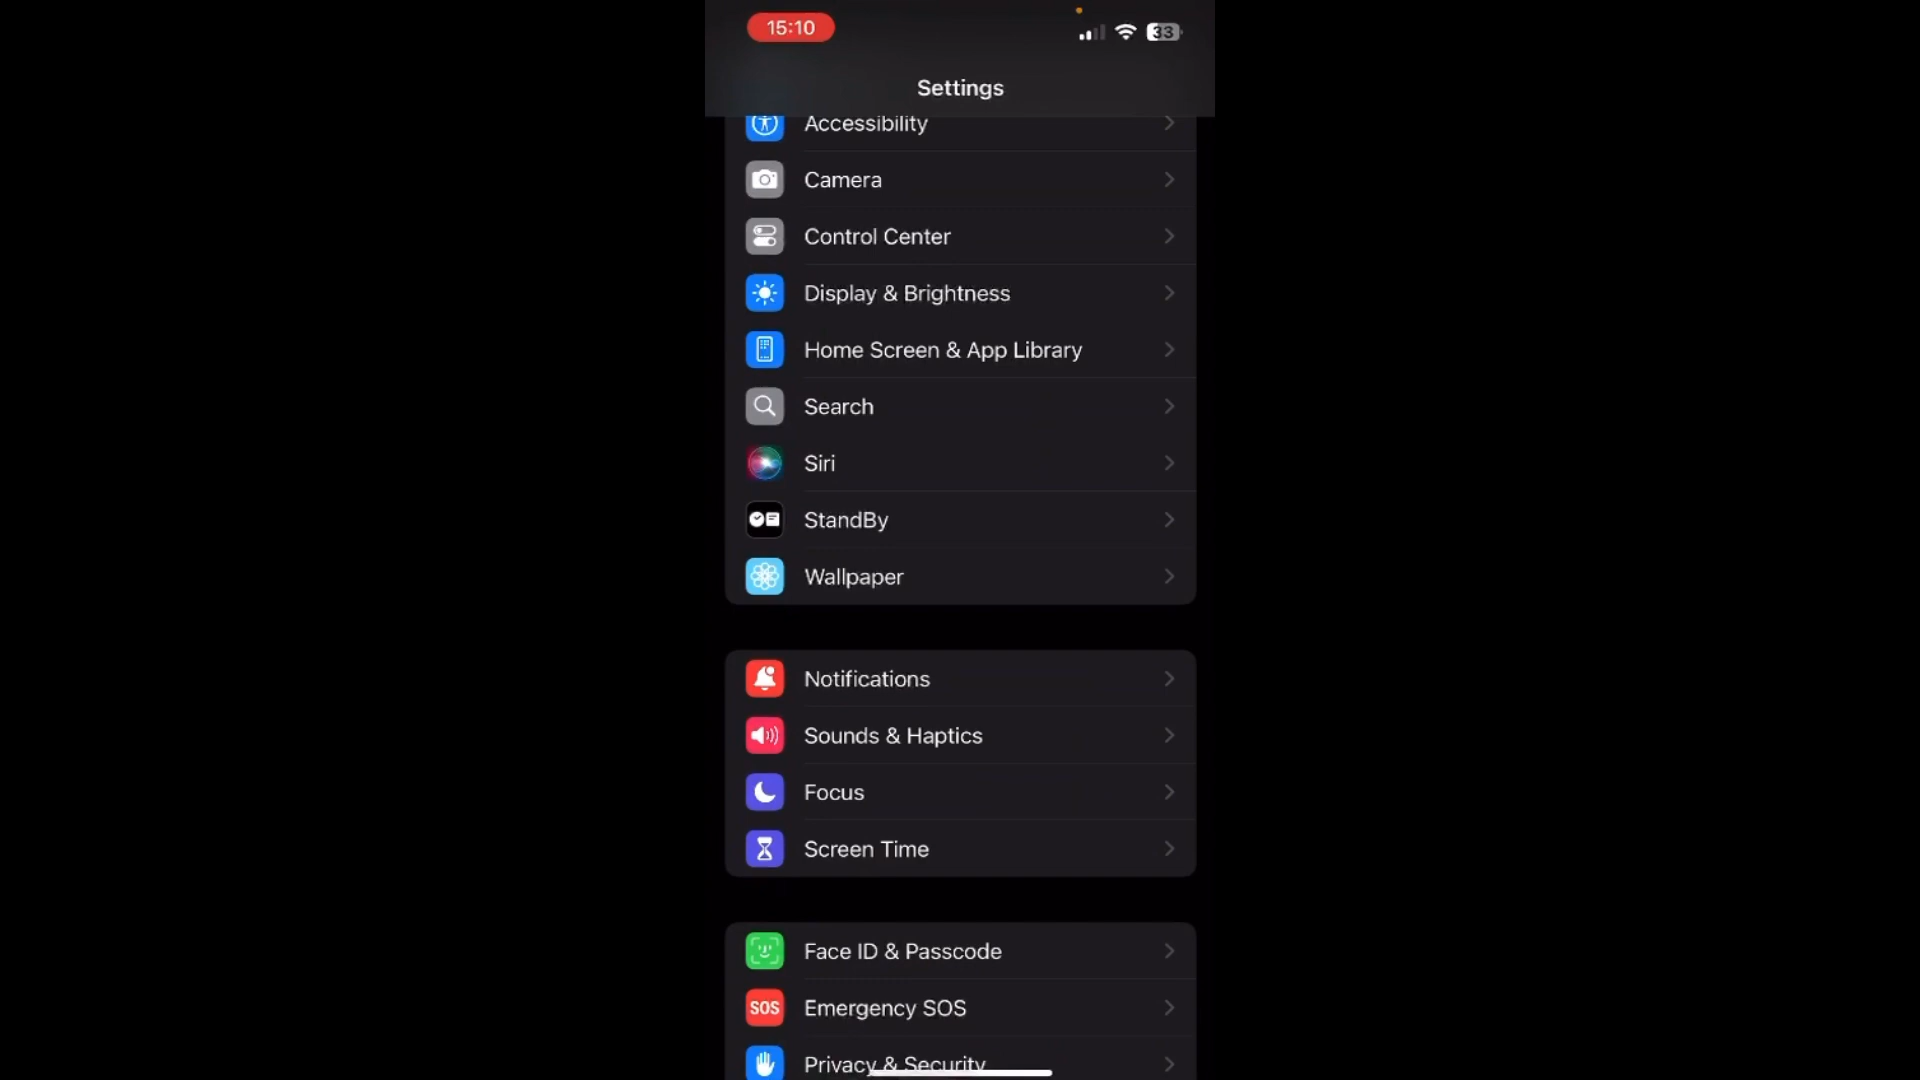 15:10
33
Settings
Accessibility
Camera
Control Center
Display & Brightness
Home Screen & App Library
Search
Siri
StandBy
Wallpaper
Notifications
Sounds & Haptics
Focus
Screen Time
Face ID & Passcode
SOS
Emergency SOS
Privacy & Security